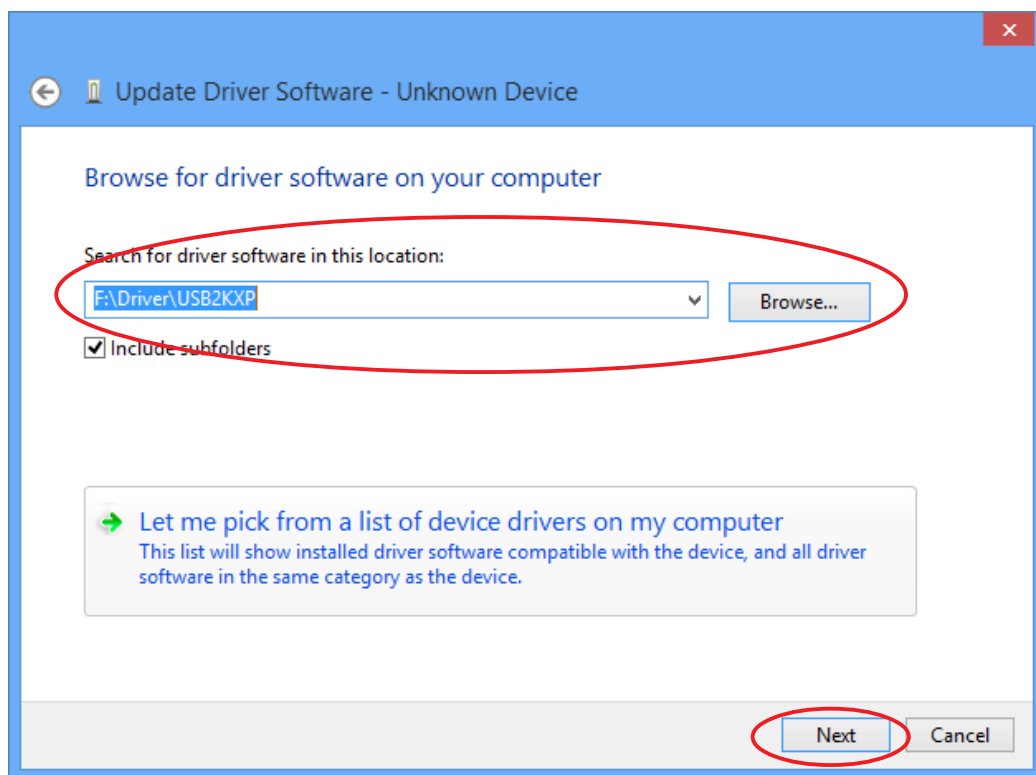 Update Driver Software - Unknown Device
Browse for driver software on your computer
Search for driver software in this location:
F:\Driver\USB2KXP
Browse...
Include subfolders
Let me pick from a list of device drivers on my computer
This list will show installed driver software compatible with the device, and all driver
software in the same category as the device.
Next
Cancel